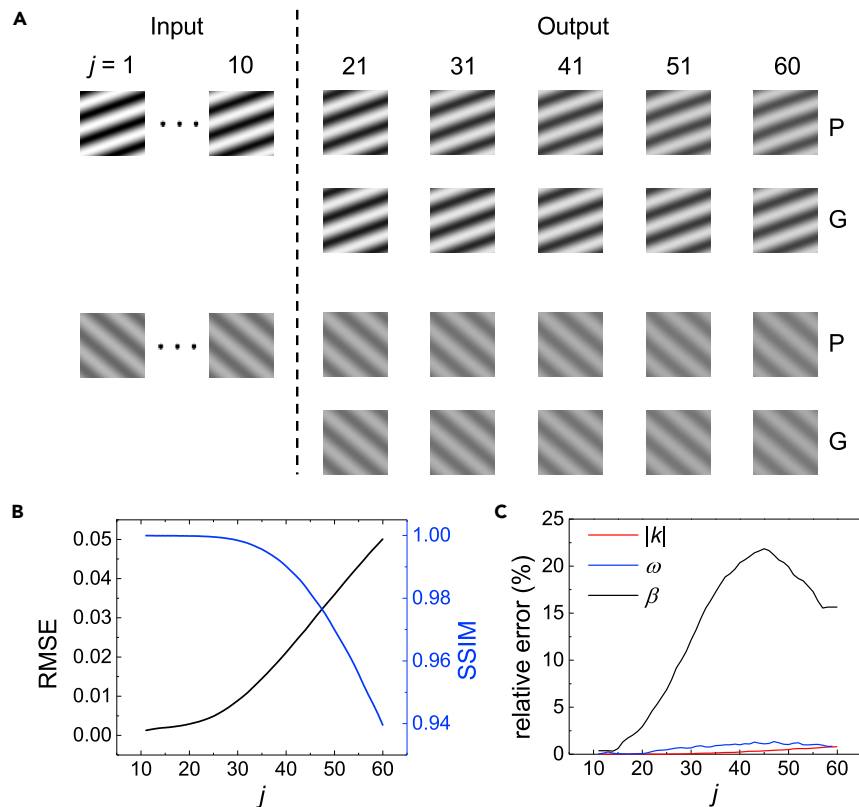 A
Input
Output
j = 1 10 21 31 41 51 60
P
G
P
G
B
C
RMSE
0.05
0.04
0.03
0.02
0.01
0.00
1.00
0.98
0.96
0.94
SSIM
10 20 30 40 50 60
j
relative error (%)
25
20
15
10
5
0
|k|
ω
β
10 20 30 40 50 60
j